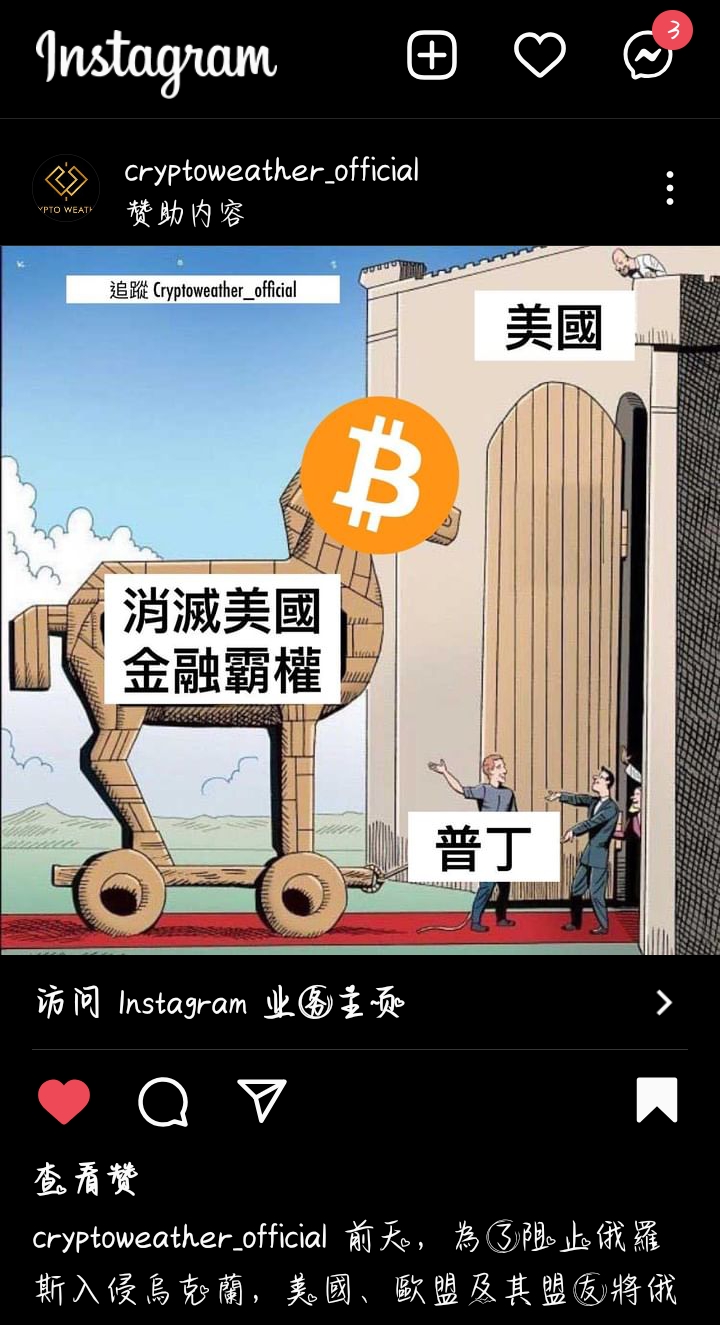 Instagram
3
cryptoweather_official
赞助内容
YPTO WEATH
追蹤 Cryptoweather_official
美國
消滅美國
金融霸權
普丁
访问 Instagram 业务主页
查看赞
cryptoweather_official 前天，為了阻止俄羅
斯入侵烏克蘭，美國、歐盟及其盟友將俄